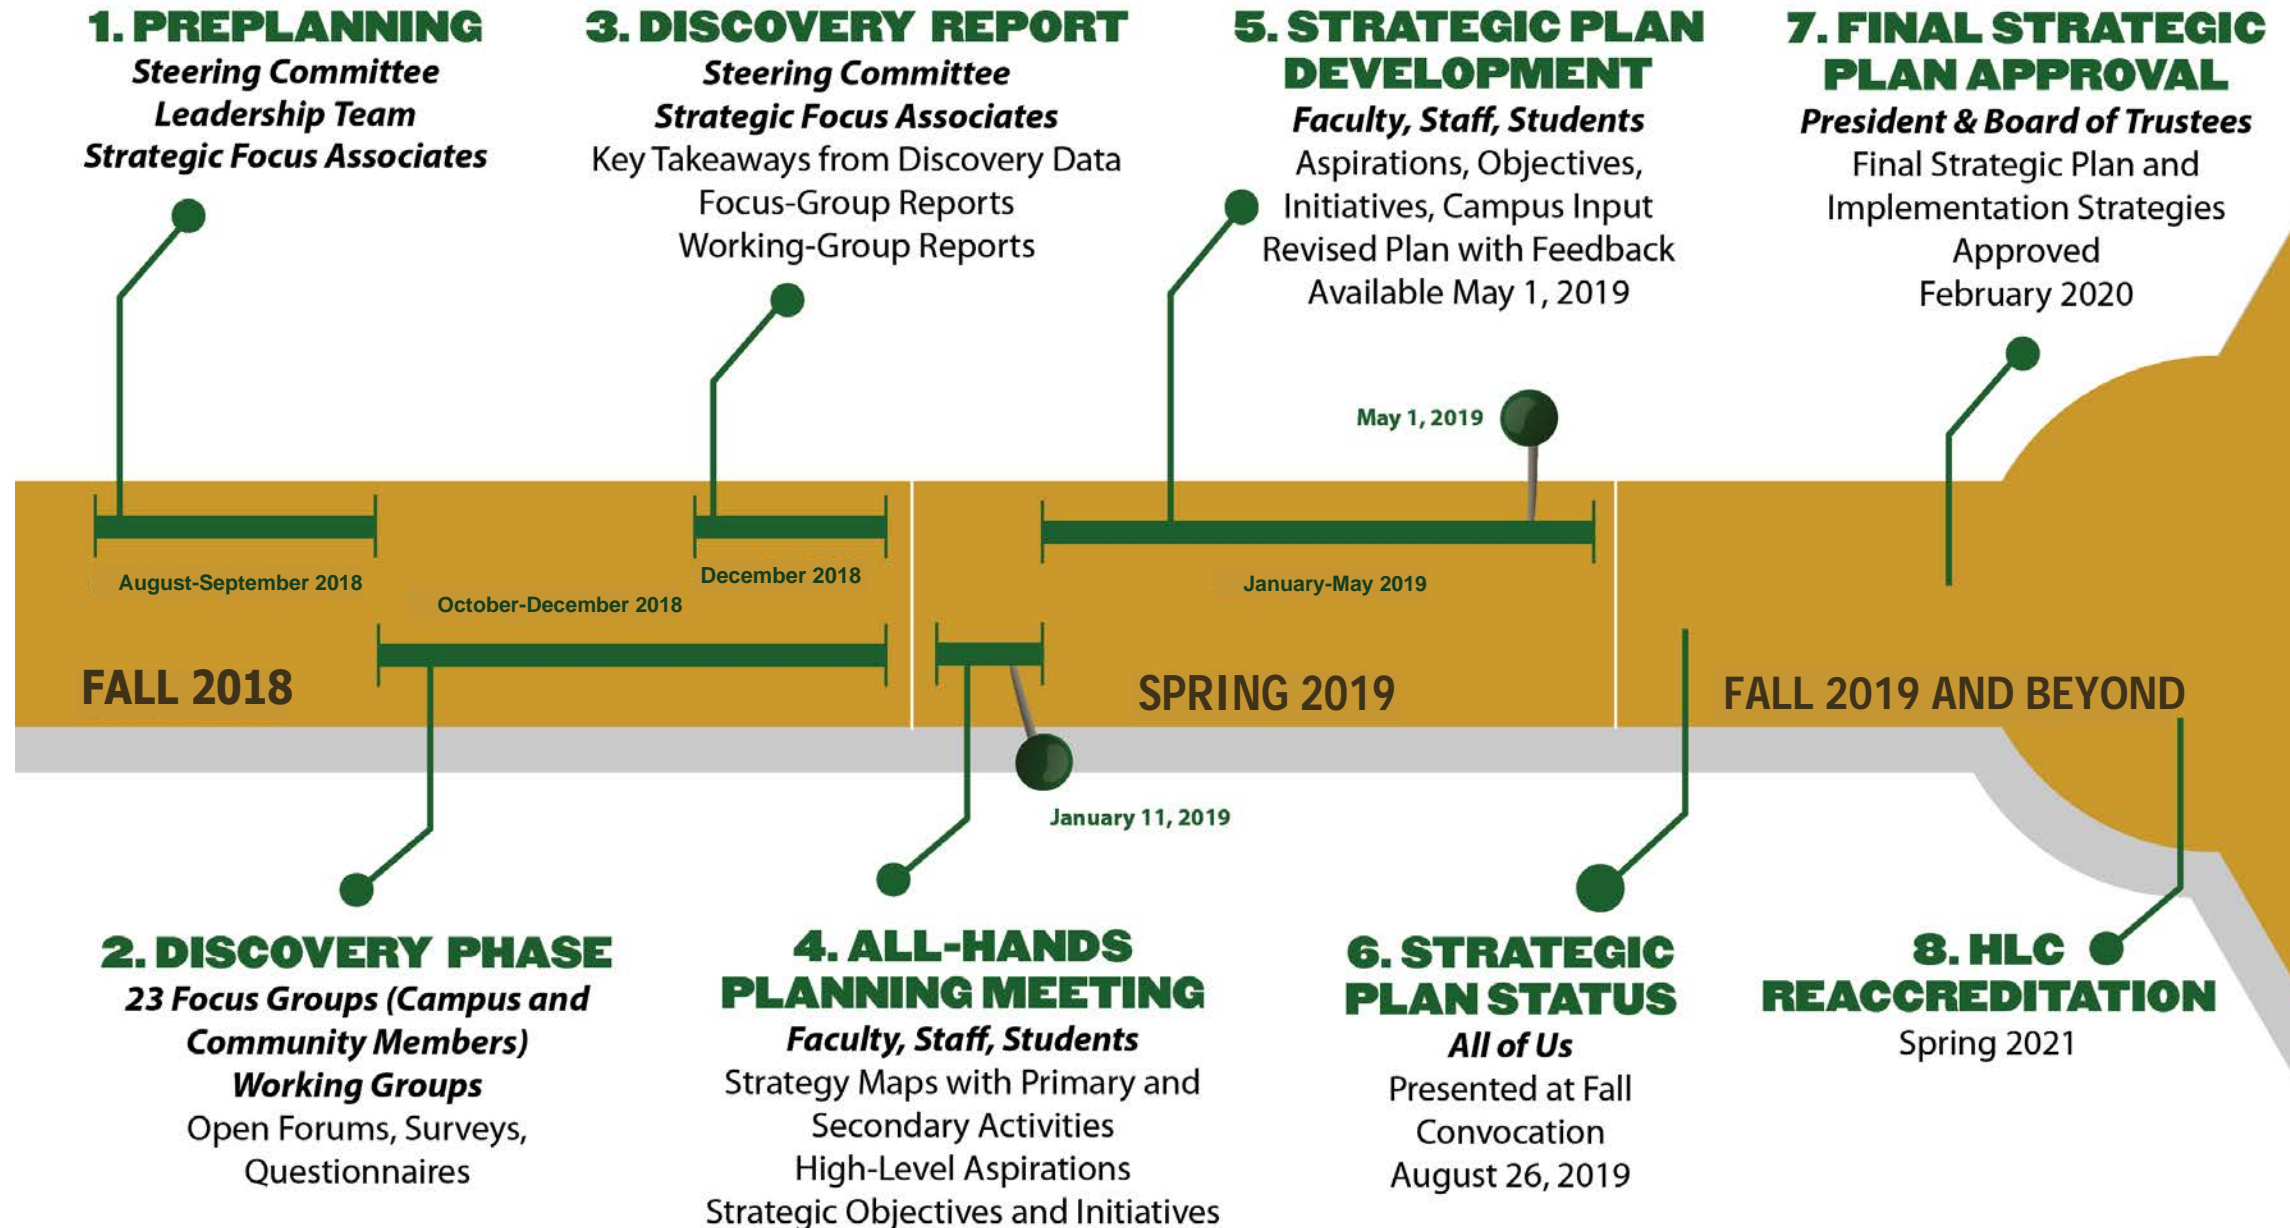 1. PREPLANNING
Steering Committee
Leadership Team
Strategic Focus Associates
3. DISCOVERY REPORT
Steering Committee
Strategic Focus Associates
Key Takeaways from Discovery Data
Focus-Group Reports
Working-Group Reports
5. STRATEGIC PLAN
DEVELOPMENT
Faculty, Staff, Students
Aspirations, Objectives,
Initiatives, Campus Input
Revised Plan with Feedback
Available May 1, 2019
7. FINAL STRATEGIC
PLAN APPROVAL
President & Board of Trustees
Final Strategic Plan and
Implementation Strategies
Approved
February 2020
May 1, 2019
August-September 2018
October-December 2018
December 2018
January-May 2019
FALL 2018
SPRING 2019
FALL 2019 AND BEYOND
January 11, 2019
2. DISCOVERY PHASE
23 Focus Groups (Campus and
Community Members)
Working Groups
Open Forums, Surveys,
Questionnaires
4. ALL-HANDS
PLANNING MEETING
Faculty, Staff, Students
Strategy Maps with Primary and
Secondary Activities
High-Level Aspirations
Strategic Objectives and Initiatives
6. STRATEGIC
PLAN STATUS
All of Us
Presented at Fall
Convocation
August 26, 2019
8. HLC
REACCREDITATION
Spring 2021